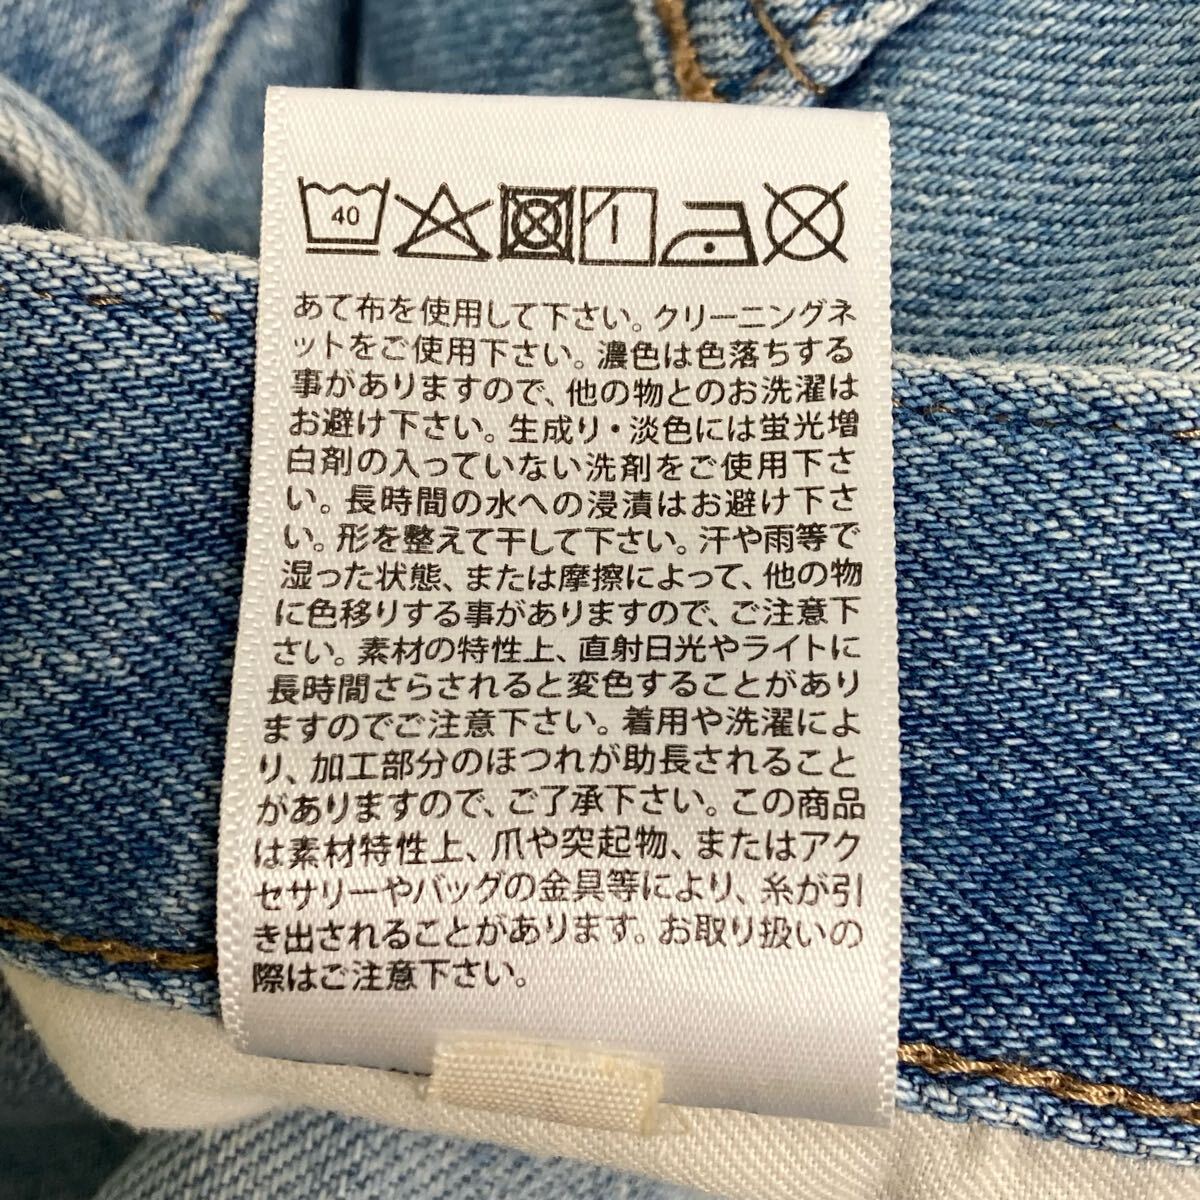 40
あて布を使用して下さい。クリーニングネ
ットをご使用下さい。濃色は色落ちする
事がありますので、他の物とのお洗濯は
お避け下さい。生成り・淡色には蛍光増
白剤の入っていない洗剤をご使用下さ
い。長時間の水への浸漬はお避け下さ
い。形を整えて干して下さい。汗や雨等で
湿った状態、または摩擦によって、他の物
に色移りする事がありますので、ご注意下
さい。素材の特性上、直射日光やライトに
長時間さらされると変色することがあり
ますのでご注意下さい。着用や洗濯によ
り、加工部分のほつれが助長されること
がありますので、ご了承下さい。この商品
は素材特性上、爪や突起物、またはアク
セサリーやバッグの金具等により、糸が引
き出されることがあります。お取り扱いの
際はご注意下さい。